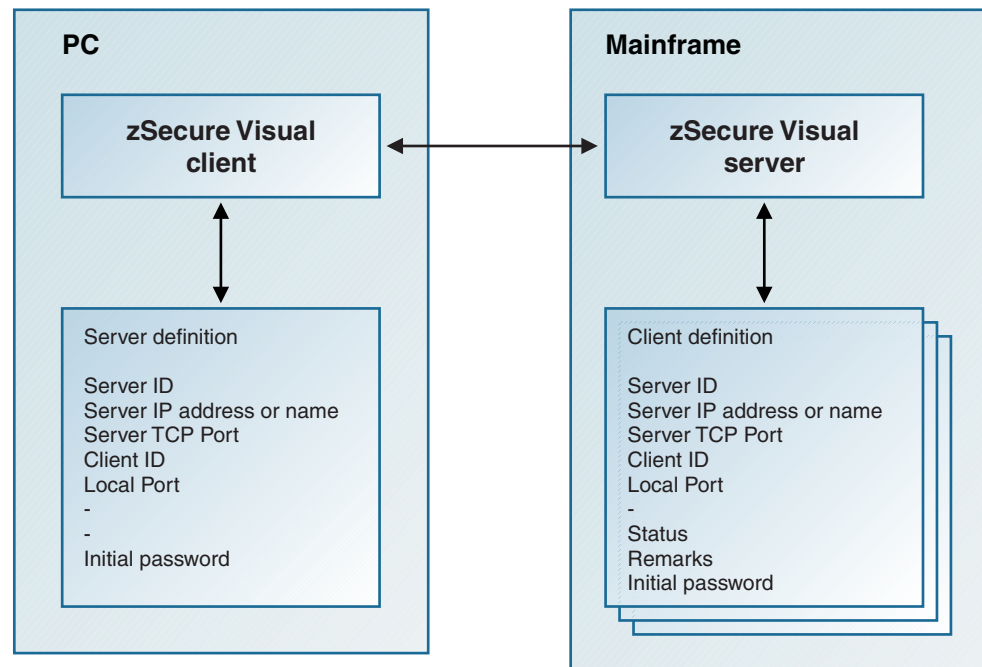 PC
zSecure Visual
client
Server definition
Server ID
Server IP address or name
Server TCP Port
Client ID
Local Port
-
-
Initial password
Mainframe
zSecure Visual
server
Client definition
Server ID
Server IP address or name
Server TCP Port
Client ID
Local Port
-
Status
Remarks
Initial password